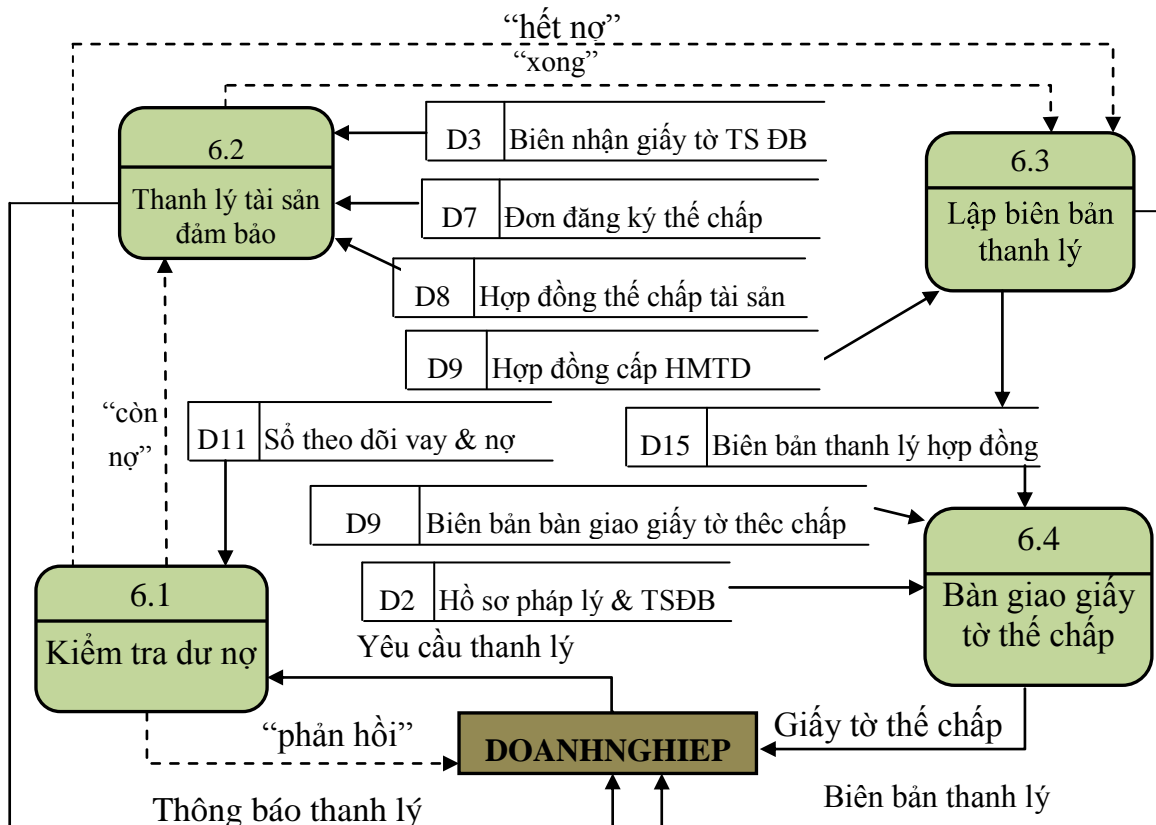 “hết nợ”
“xong”
6.2
Thanh lý tài sản
đảm bảo
D3 Biên nhận giấy tờ TS ĐB
D7 Đơn đăng ký thế chấp
D8 Hợp đồng thế chấp tài sản
D9 Hợp đồng cấp HMTD
6.3
Lập biên bản
thanh lý
“còn
nợ”
D11 Sổ theo dõi vay & nợ
D15 Biên bản thanh lý hợp đồng
D9 Biên bản bàn giao giấy tờ thêc chấp
D2 Hồ sơ pháp lý & TSĐB
6.4
Bàn giao giấy
tờ thế chấp
6.1
Kiểm tra dư nợ
Yêu cầu thanh lý
“phản hồi”
DOANHNGHIEP
Giấy tờ thế chấp
Thông báo thanh lý
Biên bản thanh lý